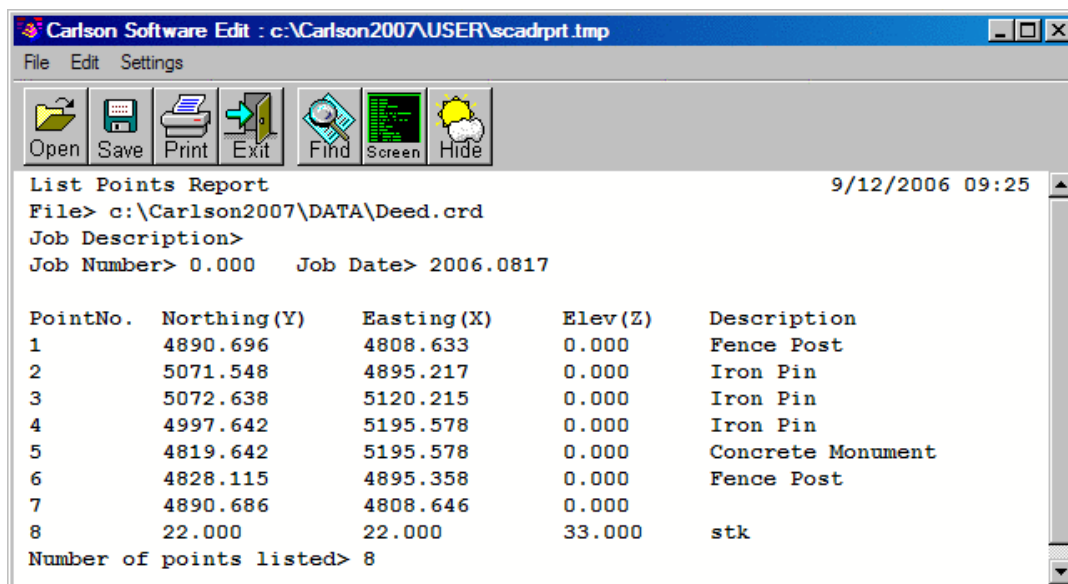 Carlson Software Edit : c:\Carlson2007\USER\scadrprt.tmp
File Edit Settings
Open Save Print Exit Find Screen Hide
List Points Report 9/12/2006 09:25
File> c:\Carlson2007\DATA\Deed.crd
Job Description>
Job Number> 0.000 Job Date> 2006.0817
PointNo. Northing(Y) Easting(X) Elev(Z) Description
1 4890.696 4808.633 0.000 Fence Post
2 5071.548 4895.217 0.000 Iron Pin
3 5072.638 5120.215 0.000 Iron Pin
4 4997.642 5195.578 0.000 Iron Pin
5 4819.642 5195.578 0.000 Concrete Monument
6 4828.115 4895.358 0.000 Fence Post
7 4890.686 4808.646 0.000
8 22.000 22.000 33.000 stk
Number of points listed> 8